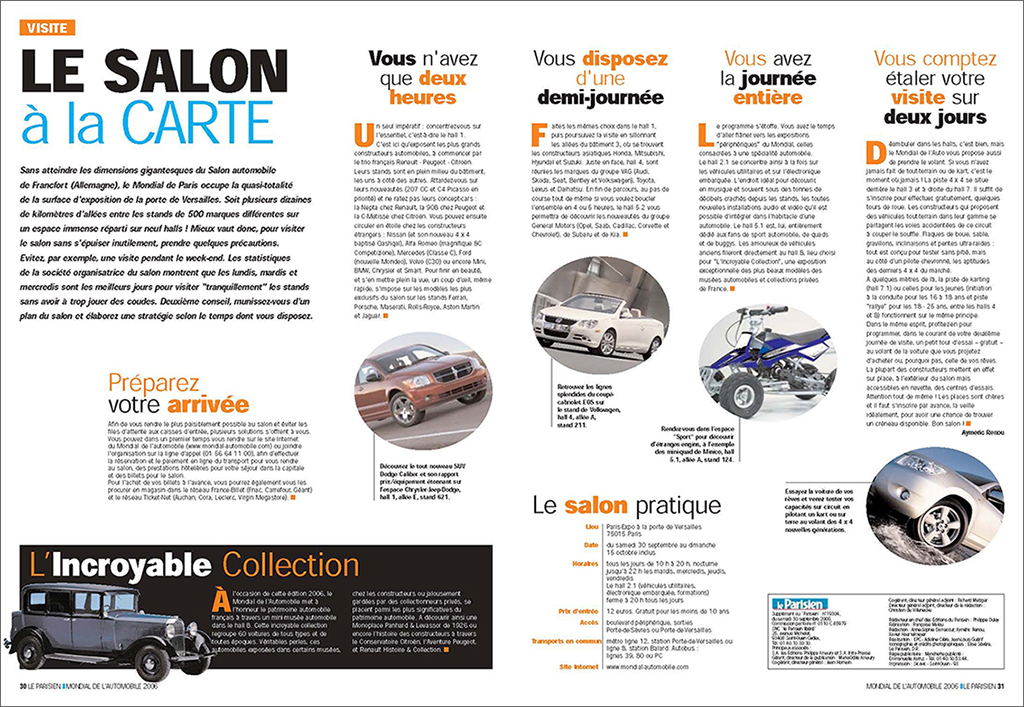 VISITE
LE SALON
à la CARTE
Sans atteindre les dimensions gigantesques du Salon automobile
de Francfort (Allemagne), le Mondial de Paris occupe la quasi-totalité
de la surface d'exposition de la porte de Versailles. Soit plusieurs dizaines
de kilomètres d'allées entre les stands de 500 marques différentes sur
un espace immense réparti sur neuf halls ! Mieux vaut donc, pour visiter
le salon sans s'épuiser inutilement, prendre quelques précautions.
Evitez, par exemple, une visite pendant le week-end. Les statistiques
de la société organisatrice du salon montrent que les lundis, mardis et
mercredis sont les meilleurs jours pour visiter "tranquillement" les stands
sans avoir à trop jouer des coudes. Deuxième conseil, munissez-vous d'un
plan du salon et élaborez une stratégie selon le temps dont vous disposez.
Préparez
votre arrivée
Afin de vous rendre le plus paisiblement possible au salon et éviter les
files d'attente aux caisses d'entrée, plusieurs solutions s'offrent à vous.
Vous pouvez dans un premier temps vous rendre sur le site Internet
du Mondial de l'automobile (www.mondial-automobile.com) ou joindre
l'organisation sur la ligne d'appel (01 56 64 11 00), afin d'effectuer
la réservation et le paiement en ligne du transport pour vous rendre
au salon, des prestations hôtelières pour votre séjour dans la capitale
et des billets pour le salon.
Pour l'achat de vos billets à l'avance, vous pourrez également vous les
procurer en magasin dans le réseau France-Billet (Fnac, Carrefour, Géant)
et le réseau Ticket-Net (Auchan, Cora, Leclerc, Virgin Megastore).
Vous n'avez
que deux
heures
Un seul impératif : concentrez-vous sur
l'essentiel, c'est-à-dire le hall 1.
C'est ici qu'exposent les plus grands
constructeurs automobiles, à commencer par
le trio français Renault - Peugeot - Citroën.
Leurs stands sont en plein milieu du bâtiment,
les uns à côté des autres. Attardez-vous sur
leurs nouveautés (207 CC et C4 Picasso en
priorité) et ne ratez pas leurs concept-cars :
la Nepta chez Renault, la 908 chez Peugeot et
la C-Métisse chez Citroën. Vous pouvez ensuite
circuler en étoile chez les constructeurs
étrangers : Nissan (et son nouveau 4 x 4
baptisé Qashqai), Alfa Romeo (magnifique 8C
Competizione), Mercedes (Classe C), Ford
(nouvelle Mondeo), Volvo (C30) ou encore Mini,
BMW, Chrysler et Smart. Pour finir en beauté,
et s'en mettre plein la vue, un coup d'œil, même
rapide, s'impose sur les modèles les plus
exclusifs du salon sur les stands Ferrari,
Porsche, Maserati, Rolls-Royce, Aston Martin
et Jaguar.
Découvrez le tout nouveau SUV
Dodge Caliber et son rapport
prix/équipement étonnant sur
l'espace Chrysler-Jeep-Dodge,
hall 1, allée E, stand 621.
Vous disposez
d'une
demi-journée
Faites les mêmes choix dans le hall 1,
puis poursuivez la visite en sillonnant
les allées du bâtiment 3, où se trouvent
les constructeurs asiatiques Honda, Mitsubishi,
Hyundai et Suzuki. Juste en face, hall 4, sont
réunies les marques du groupe VAG (Audi,
Skoda, Seat, Bentley et Volkswagen), Toyota,
Lexus et Daihatsu. En fin de parcours, au pas de
course tout de même si vous voulez boucler
l'ensemble en 4 ou 5 heures, le hall 5.2 vous
permettra de découvrir les nouveautés du groupe
General Motors (Opel, Saab, Cadillac, Corvette et
Chevrolet), de Subaru et de Kia.
Retrouvez les lignes
splendides du coupé-
cabriolet EOS sur
le stand de Volkswagen,
hall 4, allée A,
stand 211.
Vous avez
la journée
entière
Le programme s'étoffe. Vous avez le temps
d'aller flâner vers les expositions
"périphériques" du Mondial, celles
consacrées à une spécialité automobile.
Le hall 2.1 se concentre ainsi à la fois sur
les véhicules utilitaires et sur l'électronique
embarquée. L'endroit idéal pour découvrir,
en musique et souvent sous des tonnes de
décibels crachés depuis les stands, les toutes
nouvelles installations audio et vidéo qu'il est
possible d'intégrer dans l'habitacle d'une
automobile. Le hall 5.1 est, lui, entièrement
dédié aux fans de sport automobile, de quads
et de buggys. Les amoureux de véhicules
anciens fileront directement au hall 8, lieu choisi
pour "L'Incroyable Collection", une exposition
exceptionnelle des plus beaux modèles des
musées automobiles et collections privées
de France.
Rendez-vous dans l'espace
"Sport" pour découvrir
d'étranges engins, à l'exemple
des miniquad de Minico, hall
5.1, allée A, stand 124.
Vous comptez
étaler votre
visite sur
deux jours
Déambuler dans les halls, c'est bien, mais
le Mondial de l'Auto vous propose aussi
de prendre le volant. Si vous n'avez
jamais fait de tout-terrain ou de kart, c'est le
moment où jamais ! La piste 4 x 4 se situe
derrière le hall 3 et à droite du hall 7. Il suffit de
s'inscrire pour effectuer, gratuitement, quelques
tours de roue. Les constructeurs qui proposent
des véhicules tout-terrain dans leur gamme se
partagent les voies accidentées de ce circuit
à couper le souffle. Flaques de boue, sable,
gravillons, inclinaisons et pentes ultra-raides :
tout est conçu pour tester sans pitié, mais
au côté d'un pilote chevronné, les aptitudes
des derniers 4 x 4 du marché.
A quelques mètres de là, la piste de karting
(hall 7.1) ou celles pour les jeunes (initiation
à la conduite pour les 16 à 18 ans et piste
"rallye" pour les 18 - 25 ans, entre les halls 4
et 8) fonctionnent sur le même principe.
Dans le même esprit, profitez-en pour
programmer, dans le courant de votre deuxième
journée de visite, un petit tour d'essai – gratuit –
au volant de la voiture que vous projetez
d'acheter ou, pourquoi pas, celle de vos rêves.
La plupart des constructeurs mettent en effet
sur place, à l'extérieur du salon mais
accessibles en navette, des centres d'essais.
Attention tout de même ! Les places sont chères
et il faut s'inscrire par avance, la veille
idéalement, pour avoir une chance de trouver
un créneau disponible. Bon salon !
Aymeric Renou
Essayez la voiture de vos
rêves et venez tester vos
capacités sur circuit en
pilotant un kart ou sur
terre au volant des 4 x 4
nouvelles générations.
Le salon pratique
Lieu Paris-Expo à la porte de Versailles
75015 Paris
Date du samedi 30 septembre au dimanche
15 octobre inclus
Horaires tous les jours de 10 h à 20 h, nocturne
jusqu'à 22 h les mardis, mercredis, jeudis,
vendredis
Le hall 2.1 (véhicules utilitaires,
électronique embarquée, formations)
ferme à 20 h tous les jours
Prix d'entrée 12 euros. Gratuit pour les moins de 10 ans
Accès boulevard périphérique, sorties
Porte-de-Sèvres ou Porte-de-Versailles
Transports en commun métro ligne 12, station Porte-de-Versailles ou
ligne 8, station Balard. Autobus :
lignes 39, 80 ou PC
Site Internet www.mondial-automobile.com
L'Incroyable Collection
A l'occasion de cette édition 2006, le
Mondial de l'Automobile met à
l'honneur le patrimoine automobile
français à travers un mini-musée automobile
dans le hall 8. Cette incroyable collection
regroupe 60 voitures de tous types et de
toutes époques. Véritables perles, ces
automobiles exposées dans certains musées,
chez les constructeurs ou jalousement
gardées par des collectionneurs privés, se
placent parmi les plus significatives du
patrimoine automobile. A découvrir ainsi une
Monoplace Panhard & Levassor de 1926 ou
encore l'histoire des constructeurs à travers
le Conservatoire Citroën, l'Aventure Peugeot,
et Renault Histoire & Collection.
le Parisien
30 LE PARISIEN MONDIAL DE L'AUTOMOBILE 2006
MONDIAL DE L'AUTOMOBILE 2006 LE PARISIEN 31